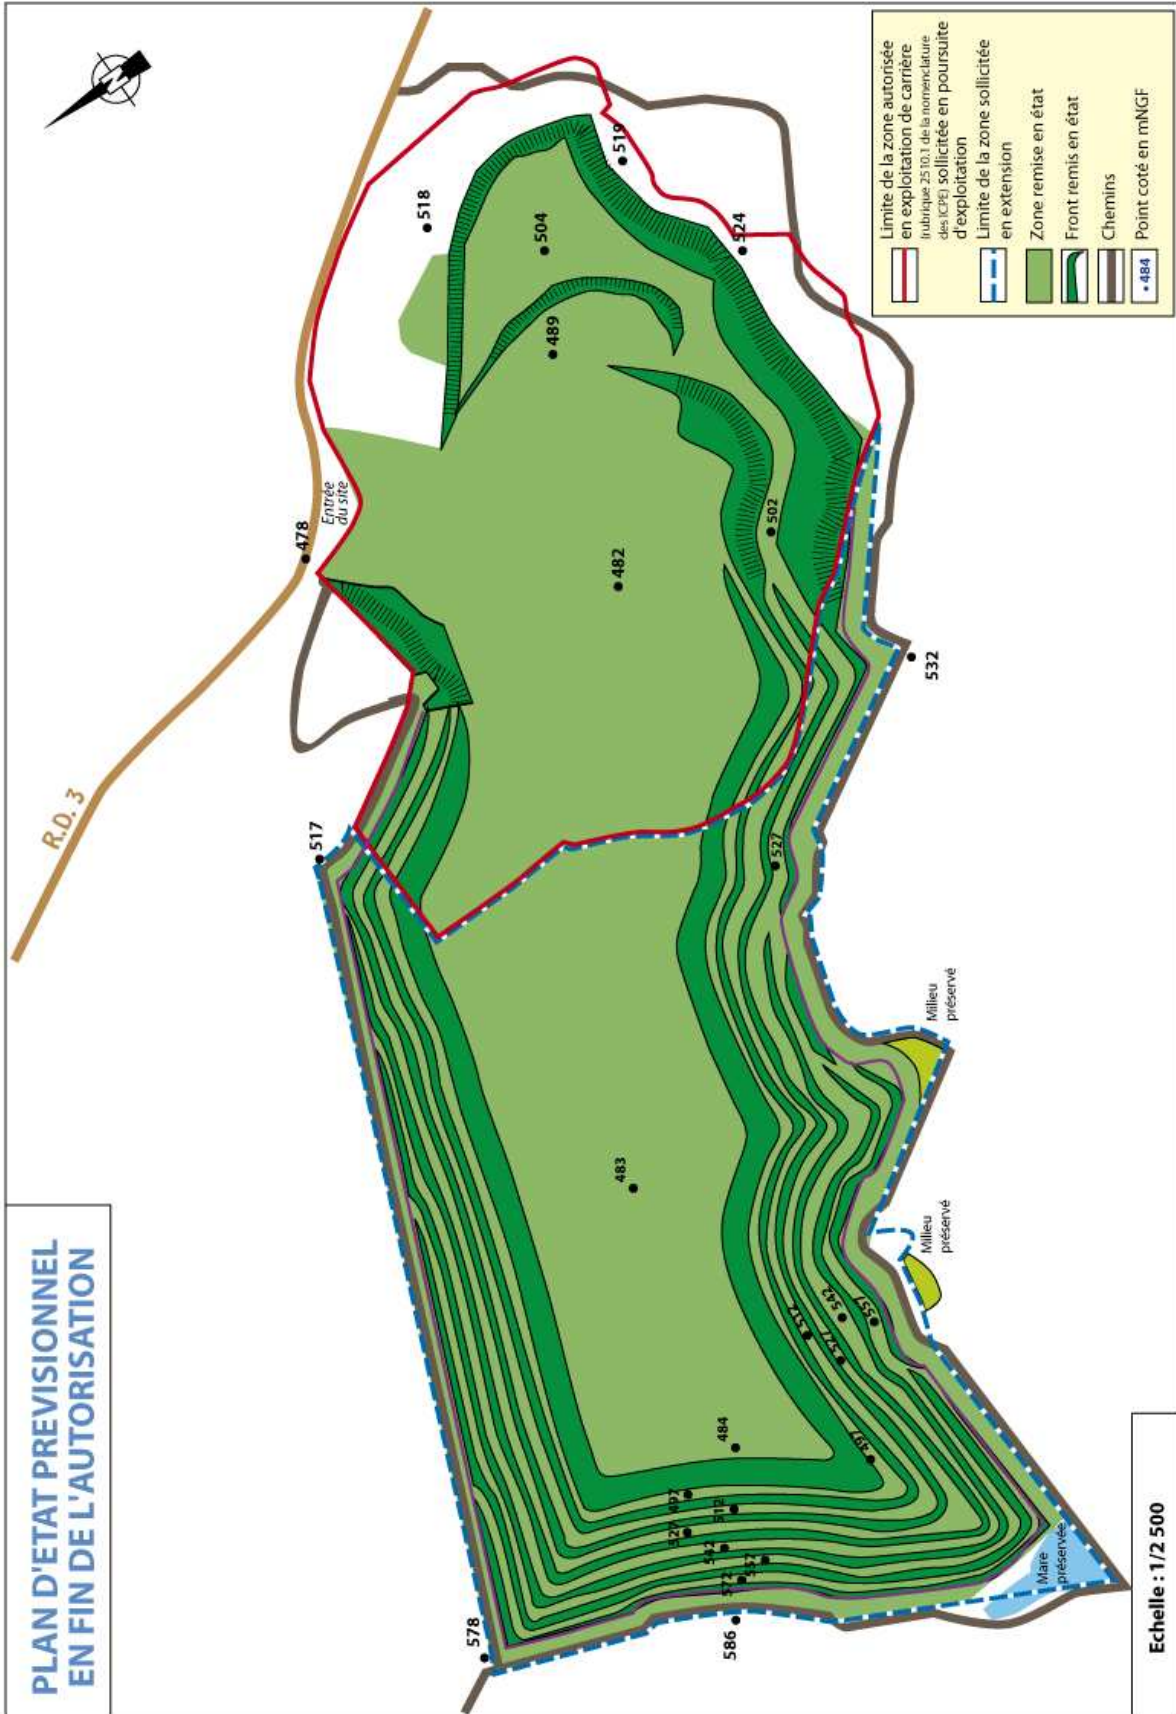 PLAN D'ETAT PREVISIONNEL
EN FIN DE L'AUTORISATION
N
R.D. 3
Entrée
du site
478
517
518
519
504
489
524
502
482
532
527
483
484
578
586
572
557
542
527
512
497
497
512
527
542
557
Milieu
préservé
Milieu
préservé
Mare
préservée
Limite de la zone autorisée
en exploitation de carrière
(rubrique 2510.1 de la nomenclature
des ICPE) sollicitée en poursuite
d'exploitation
Limite de la zone sollicitée
en extension
Zone remise en état
Front remis en état
Chemins
484
Point coté en mNGF
Echelle : 1/2 500